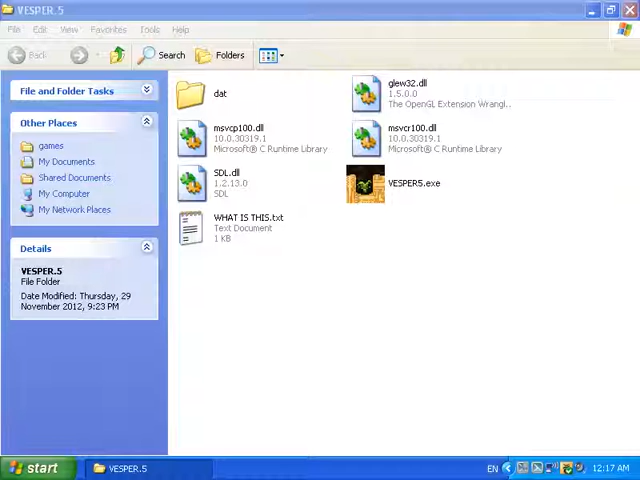 VESPER.5
File Edit View Favorites Tools Help
Back Search Folders
File and Folder Tasks
Other Places
games
My Documents
Shared Documents
My Computer
My Network Places
Details
VESPER.5
File Folder
Date Modified: Thursday, 29
November 2012, 9:23 PM
dat
glew32.dll
1.5.0.0
The OpenGL Extension Wrangl...
msvcp100.dll
10.0.30319.1
Microsoft® C Runtime Library
msvcr100.dll
10.0.30319.1
Microsoft® C Runtime Library
SDL.dll
1.2.13.0
SDL
VESPER5.exe
WHAT IS THIS.txt
Text Document
1 KB
start VESPER.5 EN 12:17 AM